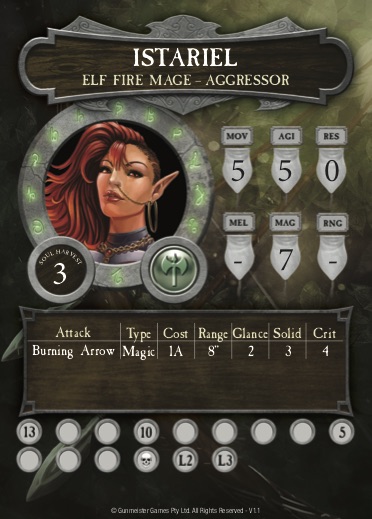 ISTARIEL
ELF FIRE MAGE – AGGRESSOR
MOV AGI RES
5 5 0
MEL MAG RNG
- 7 -
SOUL HARVEST
3
Attack Type Cost Range Glance Solid Crit
Burning Arrow Magic 1A 8" 2 3 4
13 10 5
L2 L3
© Gunmeister Games Pty Ltd. All Rights Reserved - V1.1